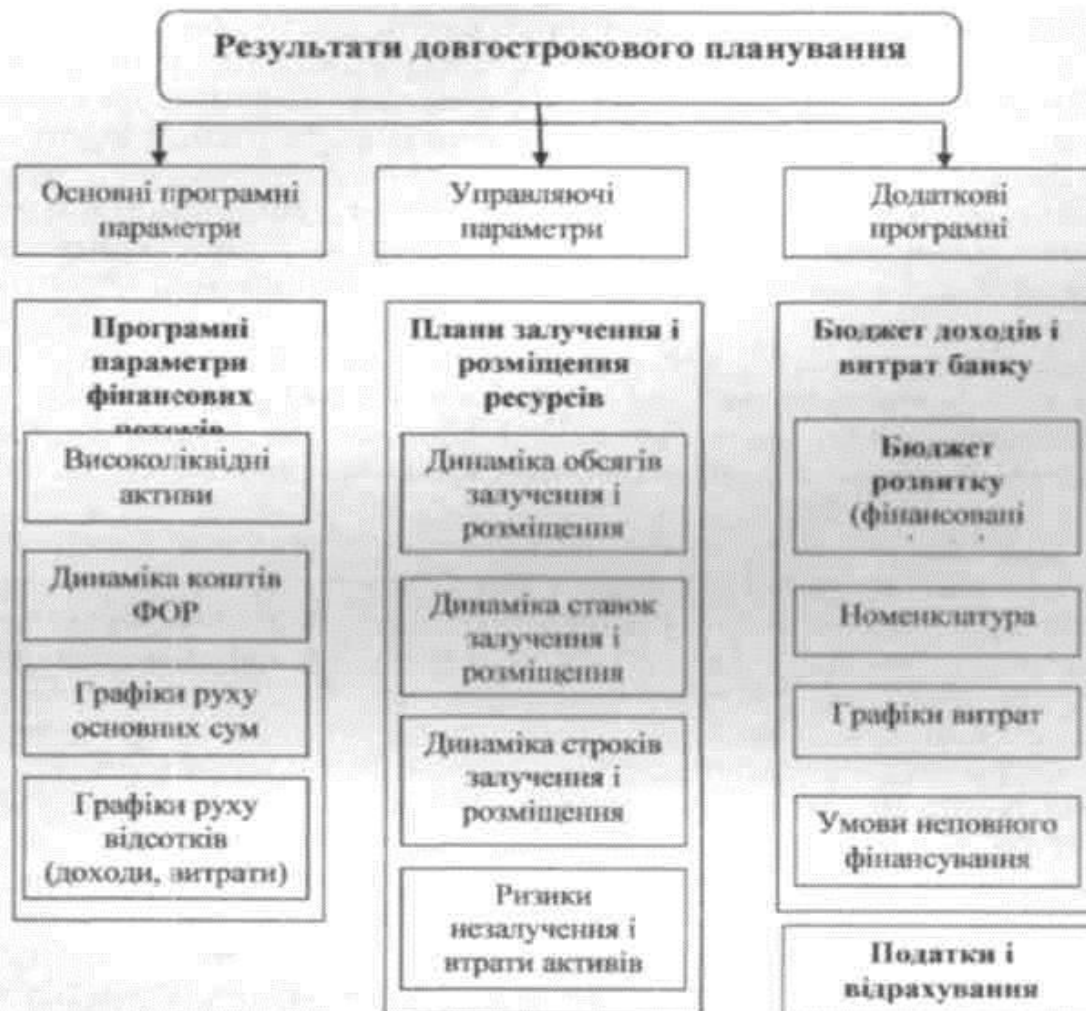 Результати довгострокового планування
Основні програмні
параметри
Управляючі
параметри
Додаткові
програмні
Програмні
параметри
фінансових
потоків
Високоліквідні
активи
Динаміка коштів
ФОР
Графіки руху
основних сум
Графіки руху
відсотків
(доходи, витрати)
Плани залучення і
розміщення
ресурсів
Динаміка обсягів
залучення і
розміщення
Динаміка ставок
залучення і
розміщення
Динаміка строків
залучення і
розміщення
Ризики
незалучення і
втрати активів
Бюджет доходів і
витрат банку
Бюджет
розвитку
(фінансовані
Номенклатура
Графіки витрат
Умови неповного
фінансування
Податки і
відрахування